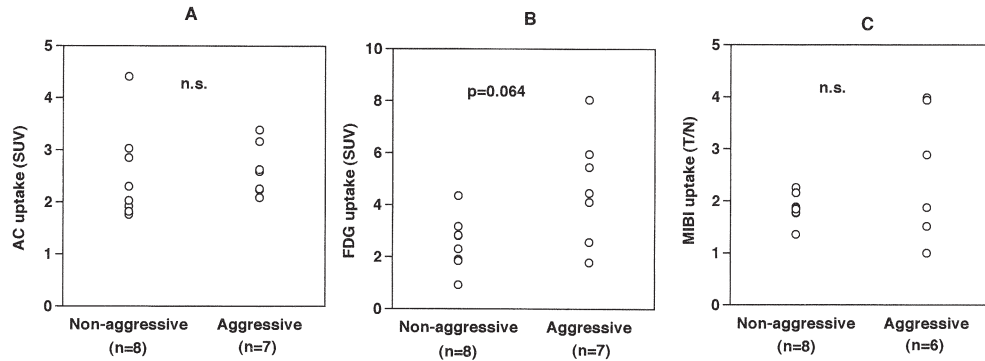 A
5
4
3
2
1
0
AC uptake (SUV)
n.s.
Non-aggressive
(n=8)
Aggressive
(n=7)
B
10
8
6
4
2
0
FDG uptake (SUV)
p=0.064
Non-aggressive
(n=8)
Aggressive
(n=7)
C
5
4
3
2
1
0
MIBI uptake (T/N)
n.s.
Non-aggressive
(n=8)
Aggressive
(n=6)